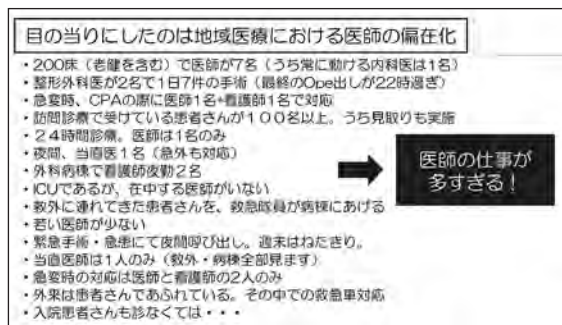 目の当りにしたのは地域医療における医師の偏在化
・200床（老健を含む）で医師が7名（うち常に動ける内科医は1名）
・整形外科医が2名で1日7件の手術（最終のOpe出しが22時過ぎ）
・急変時、CPAの際に医師1名+看護師1名で対応
・訪問診療で受けている患者さんが１００名以上。うち見取りも実施
・２４時間診療。医師は1名のみ
・夜間、当直医１名（急外も対応）
・外科病棟で看護師夜勤２名
・ICUであるが、在中する医師がいない
・救外に連れてきた患者さんを、救急隊員が病棟にあげる
・若い医師が少ない
・緊急手術・急患にて夜間呼び出し。週末はねたきり。
・当直医師は1人のみ（救外・病棟全部見ます）
・急変時の対応は医師と看護師の2人のみ
・外来は患者さんであふれている。その中での救急車対応
・入院患者さんも診なくては・・・
医師の仕事が
多すぎる！